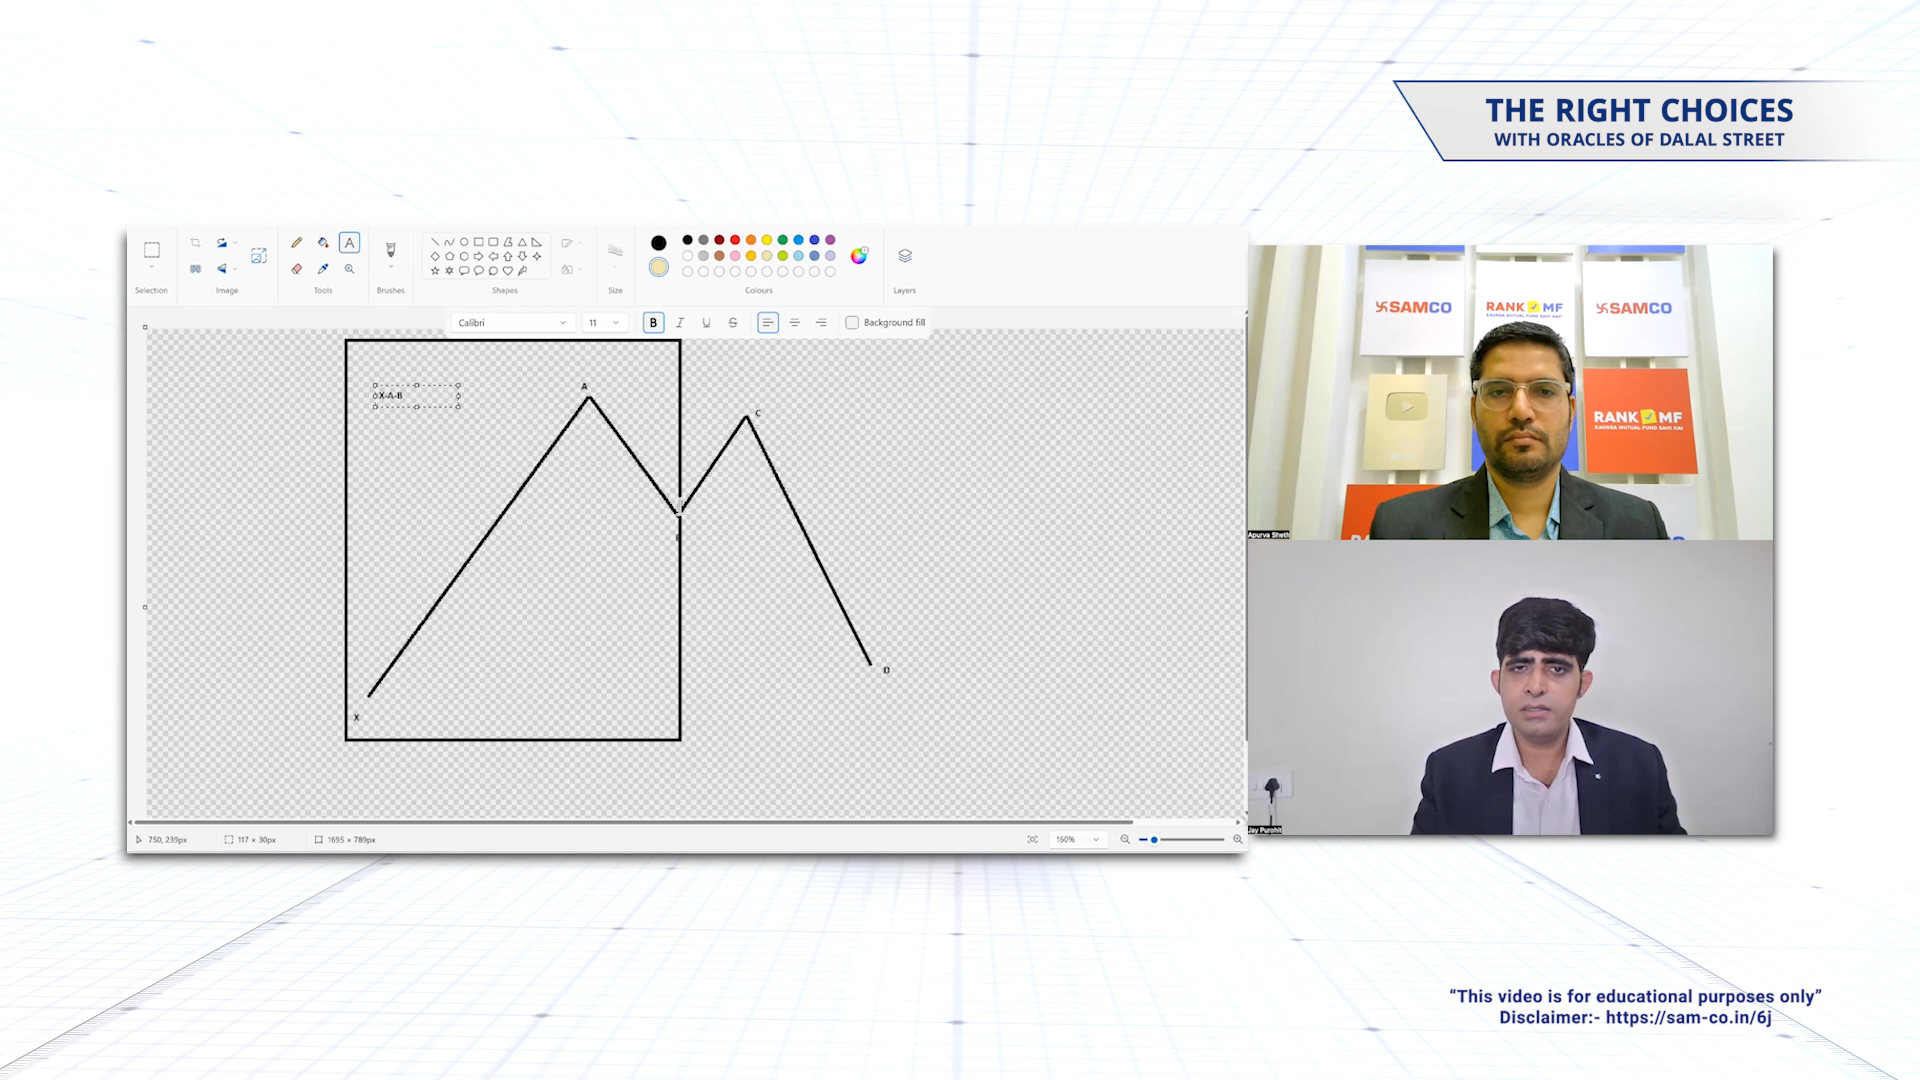 THE RIGHT CHOICES
WITH ORACLES OF DALAL STREET
Selection
Image
Tools
Brushes
Shapes
Size
Colours
Layers
A
Calibri
11
B
I
U
S
Background fill
X-A-B
A
C
B
D
X
750, 239px
117 × 30px
1695 × 789px
160%
SAMCO
RANK MF
SAMCO
RANK MF
Apurva Sheth
Jay Purohit
“This video is for educational purposes only”
Disclaimer:- https://sam-co.in/6j